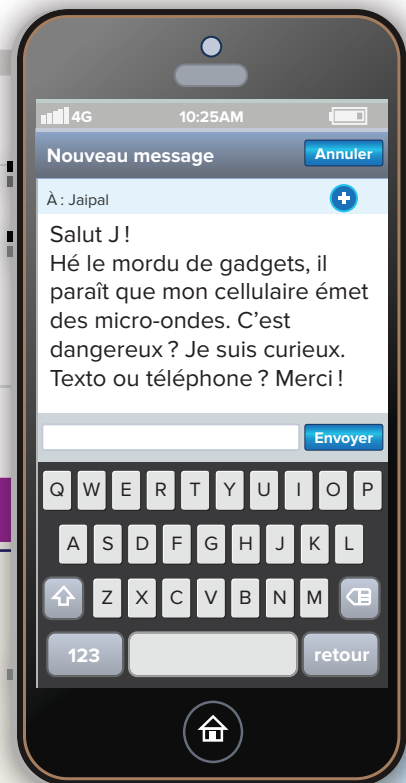 4G 10:25AM
Nouveau message Annuler
À : Jaipal
Salut J !
Hé le mordu de gadgets, il
paraît que mon cellulaire émet
des micro-ondes. C’est
dangereux ? Je suis curieux.
Texto ou téléphone ? Merci !
Envoyer
Q W E R T Y U I O P
A S D F G H J K L
Z X C V B N M
123 retour